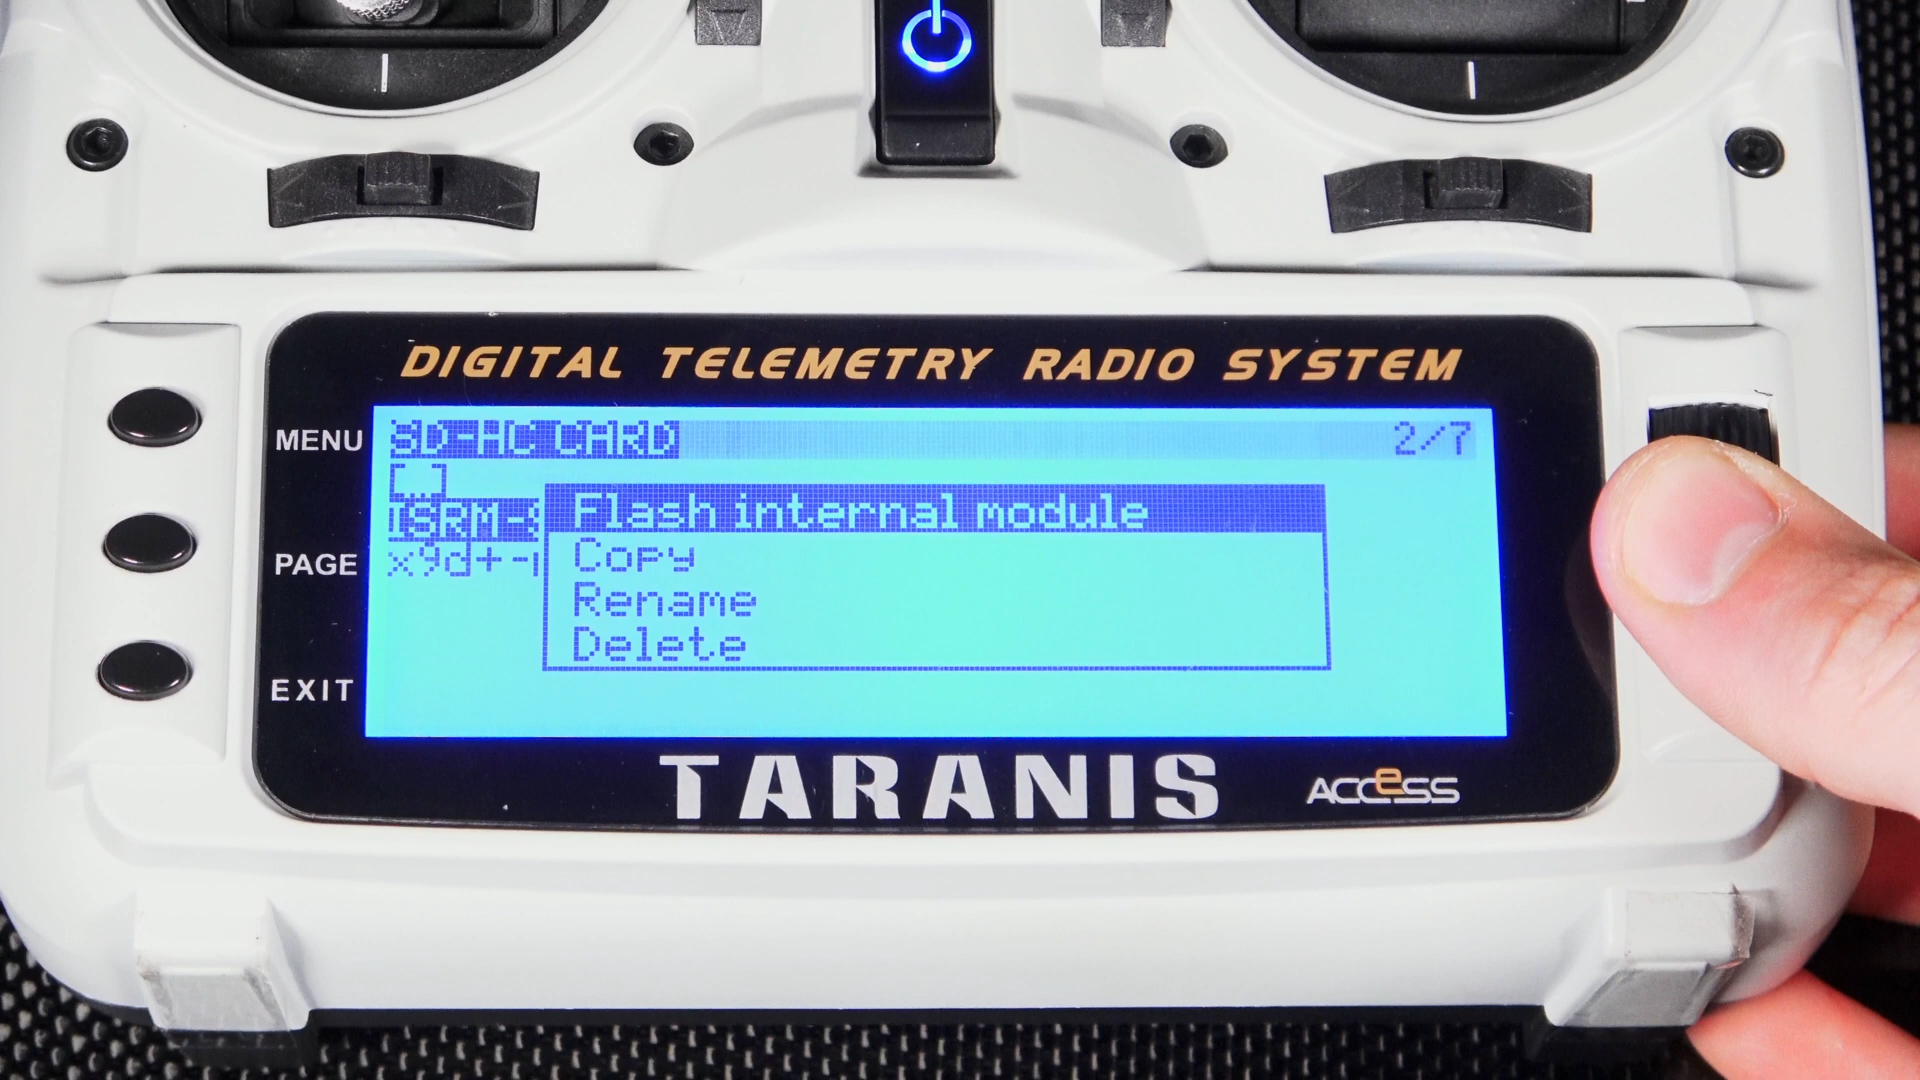 DIGITAL TELEMETRY RADIO SYSTEM
MENU
PAGE
EXIT
SD-HC CARD 2/7
[..]
ISRM-S
x9d+-
Flash internal module
Copy
Rename
Delete
TARANIS
ACCeSS